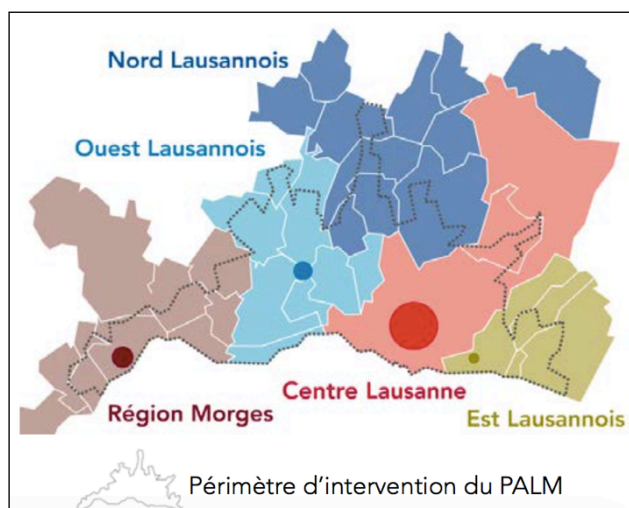 Nord Lausannois
Ouest Lausannois
Centre Lausanne
Région Morges
Est Lausannois
Périmètre d'intervention du PALM